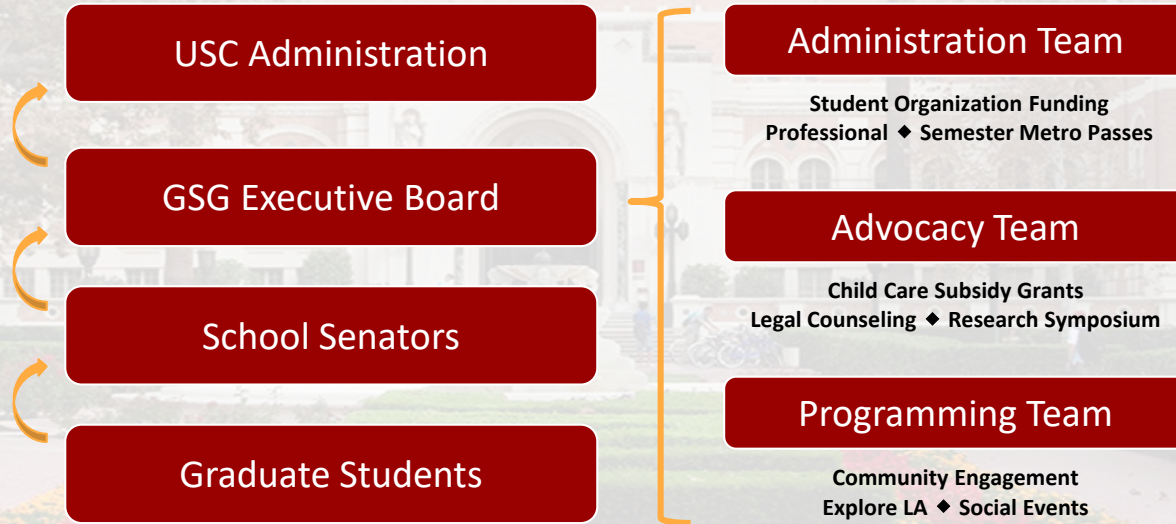 USC Administration
GSG Executive Board
School Senators
Graduate Students
Administration Team
Student Organization Funding
Professional ◆ Semester Metro Passes
Advocacy Team
Child Care Subsidy Grants
Legal Counseling ◆ Research Symposium
Programming Team
Community Engagement
Explore LA ◆ Social Events